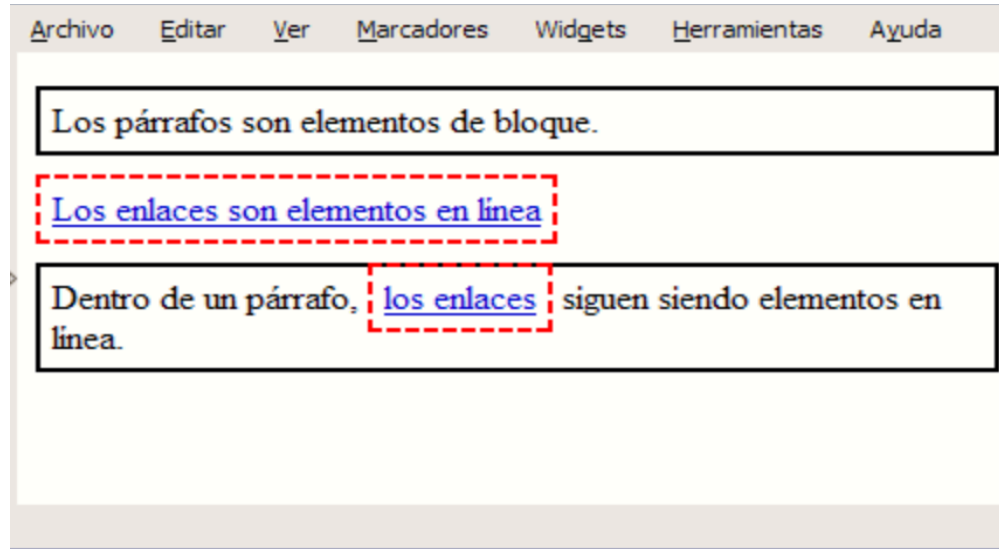 Archivo Editar Ver Marcadores Widgets Herramientas Ayuda
Los párrafos son elementos de bloque.
Los enlaces son elementos en línea
Dentro de un párrafo, los enlaces siguen siendo elementos en
línea.